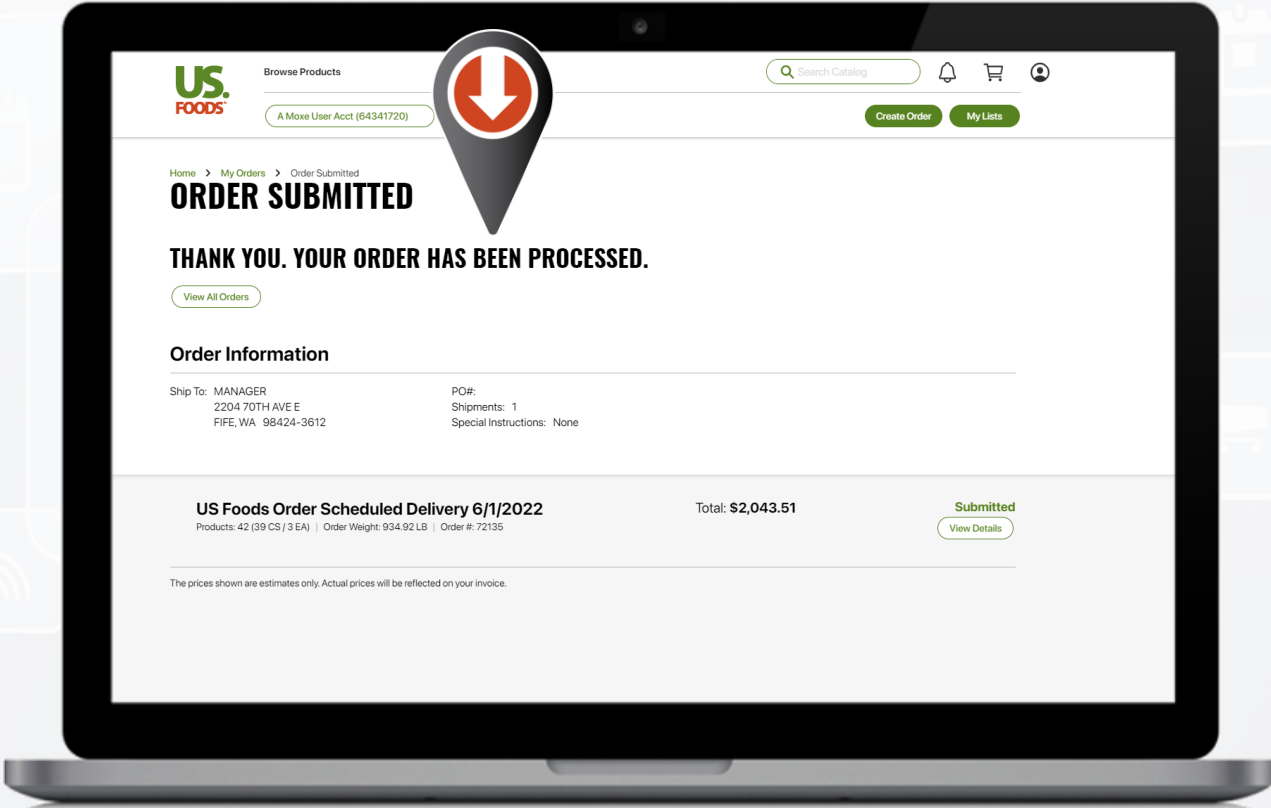 US.
FOODS®
Browse Products
Search Catalog
A Moxe User Acct (64341720)
Create Order
My Lists
Home > My Orders > Order Submitted
ORDER SUBMITTED
THANK YOU. YOUR ORDER HAS BEEN PROCESSED.
View All Orders
Order Information
Ship To: MANAGER
2204 70TH AVE E
FIFE, WA 98424-3612
PO#:
Shipments: 1
Special Instructions: None
US Foods Order Scheduled Delivery 6/1/2022
Total: $2,043.51
Submitted
Products: 42 (39 CS / 3 EA) | Order Weight: 934.92 LB | Order #: 72135
View Details
The prices shown are estimates only. Actual prices will be reflected on your invoice.